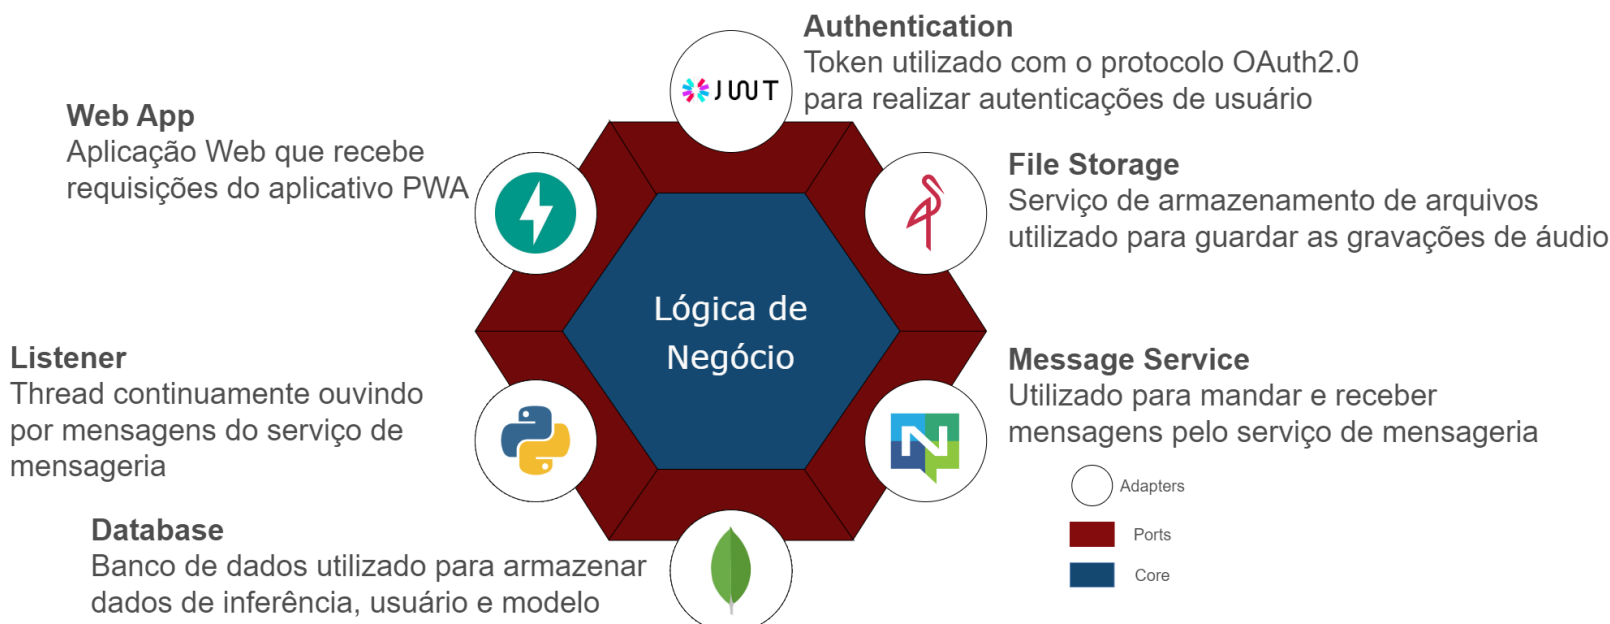 Authentication
Token utilizado com o protocolo OAuth2.0
para realizar autenticações de usuário
JWT
Web App
Aplicação Web que recebe
requisições do aplicativo PWA
File Storage
Serviço de armazenamento de arquivos
utilizado para guardar as gravações de áudio
Lógica de
Negócio
Listener
Thread continuamente ouvindo
por mensagens do serviço de
mensageria
Message Service
Utilizado para mandar e receber
mensagens pelo serviço de mensageria
N
Adapters
Ports
Core
Database
Banco de dados utilizado para armazenar
dados de inferência, usuário e modelo